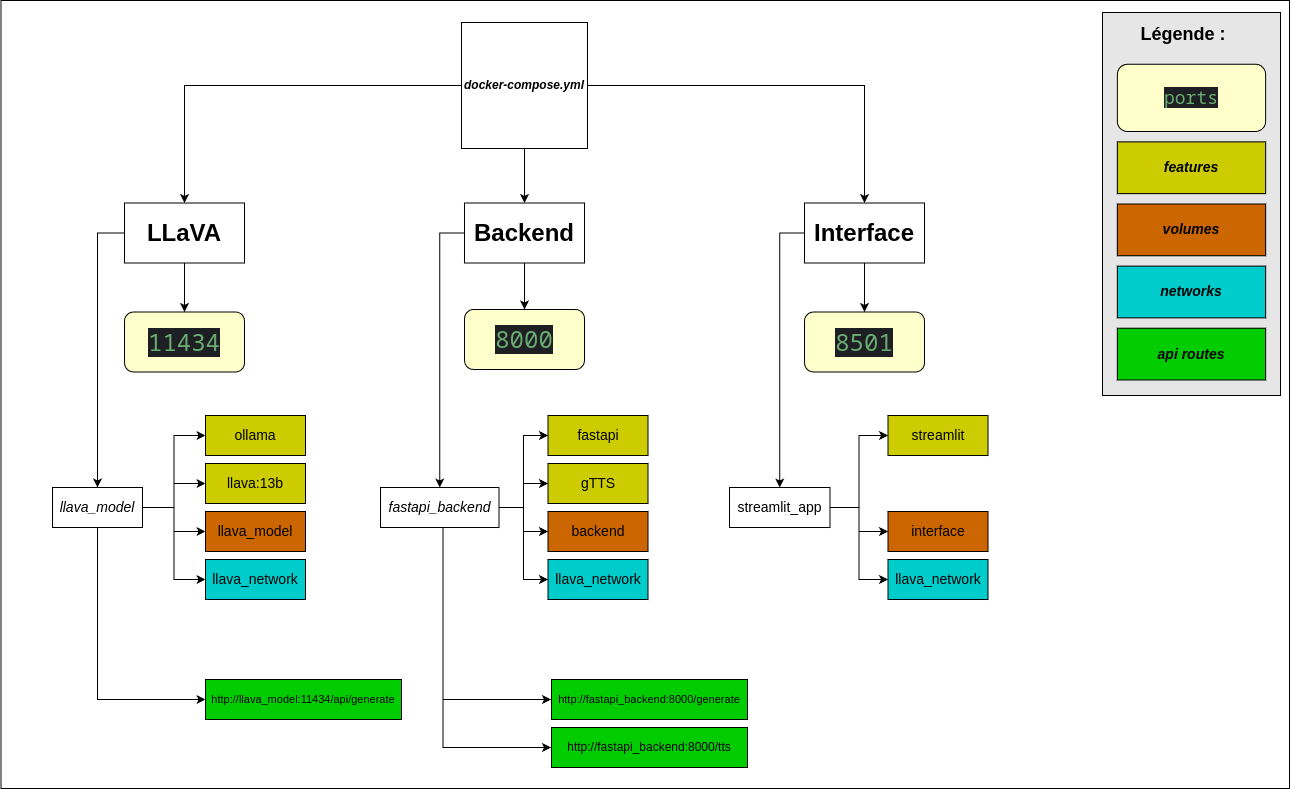 docker-compose.yml
Légende :
ports
features
volumes
networks
api routes
LLaVA
Backend
Interface
11434
8000
8501
ollama
llava:13b
llava_model
llava_model
llava_network
fastapi
gTTS
fastapi_backend
backend
llava_network
streamlit
streamlit_app
interface
llava_network
http://llava_model:11434/api/generate
http://fastapi_backend:8000/generate
http://fastapi_backend:8000/tts